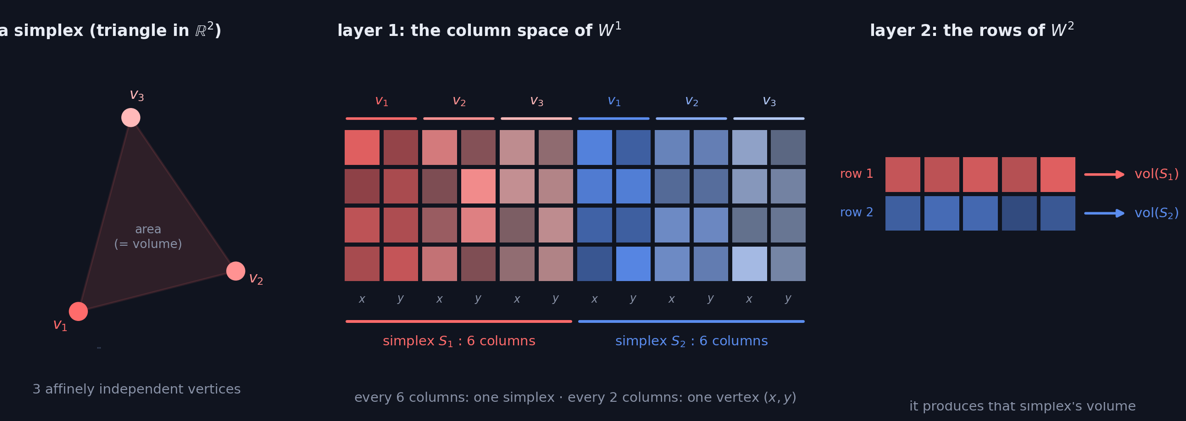 a simplex (triangle in ℝ²)
layer 1: the column space of W¹
layer 2: the rows of W²
v₃
area
(= volume)
v₂
v₁
3 affinely independent vertices
v₁ v₂ v₃ v₁ v₂ v₃
x y x y x y x y x y x y
simplex S₁ : 6 columns
simplex S₂ : 6 columns
every 6 columns: one simplex · every 2 columns: one vertex (x, y)
row 1
vol(S₁)
row 2
vol(S₂)
it produces that simplex's volume